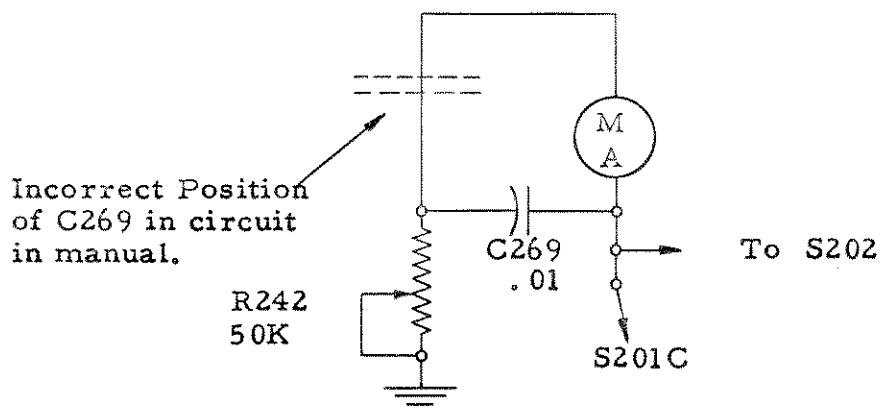 M
A
Incorrect Position
of C269 in circuit
in manual.
C269
.01
To S202
R242
50K
S201C